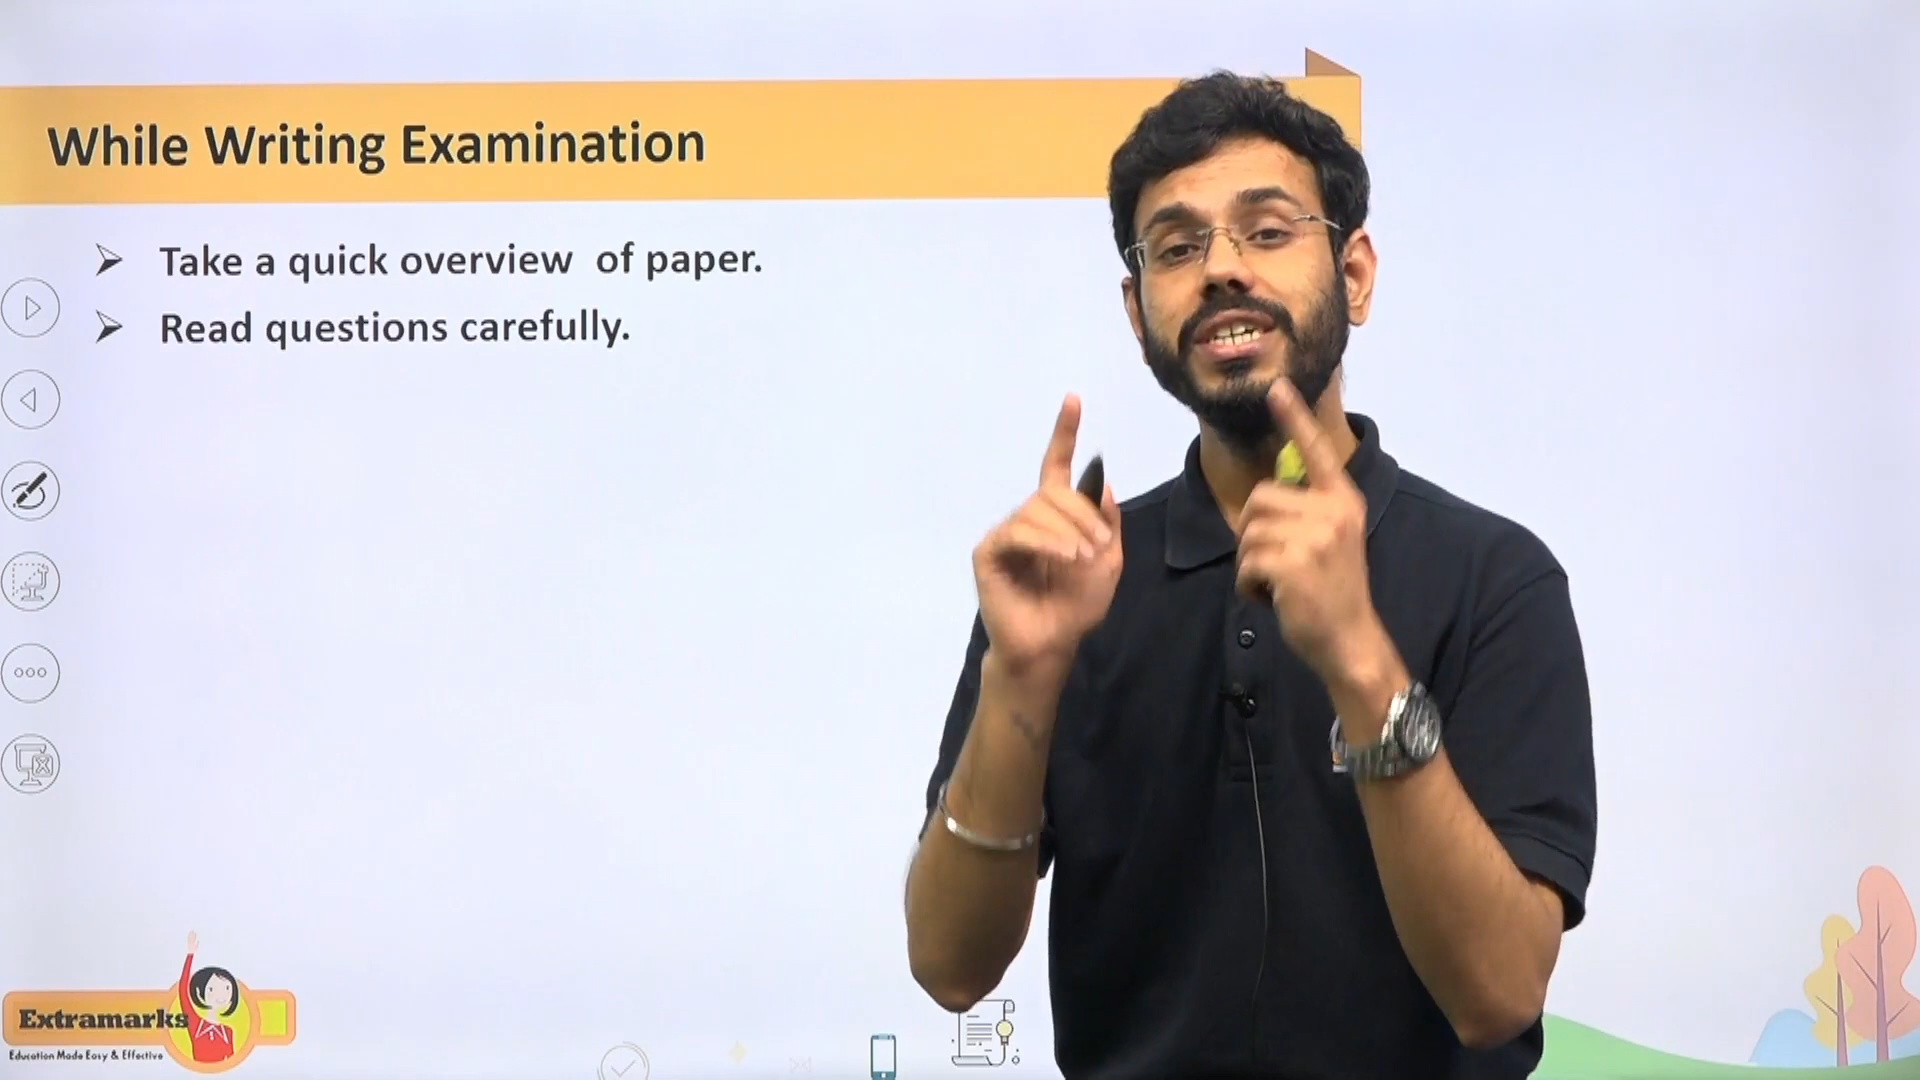 While Writing Examination
Take a quick overview of paper.
Read questions carefully.
Extramarks
Education Made Easy & Effective